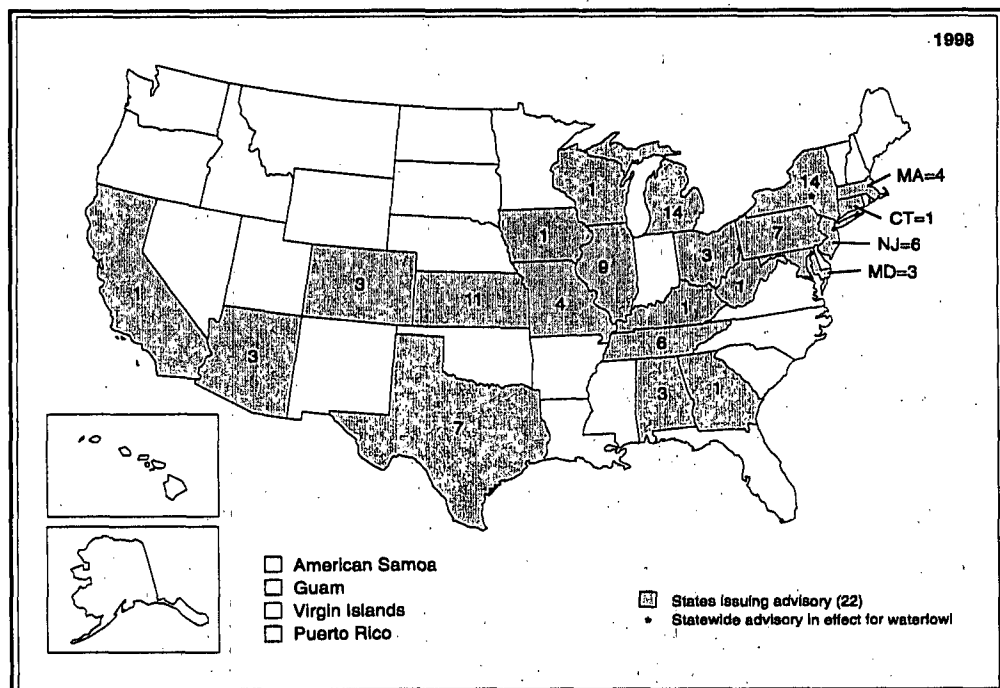 1998
14
MA=4
1
14
CT=1
7
1
3
NJ=6
9
1
MD=3
3
11
4
1
1
6
3
3
1
7
American Samoa
Guam
Virgin Islands
Puerto Rico
States issuing advisory (22)
* Statewide advisory in effect for waterfowl